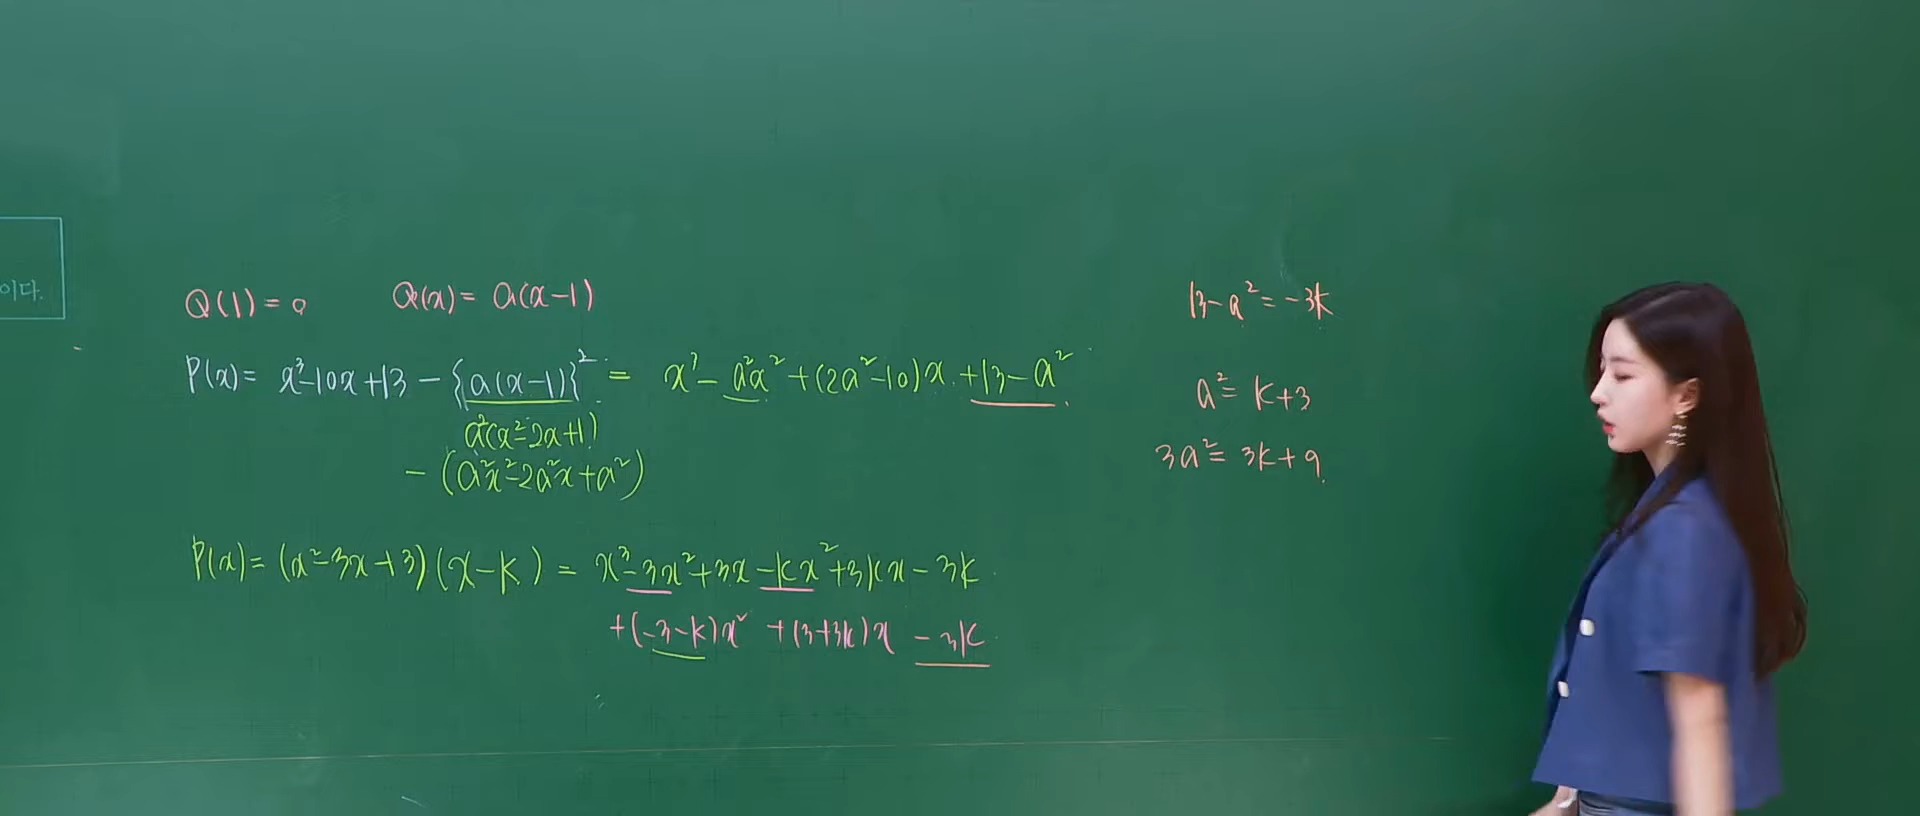 이다.
Q(1)=0 Q(x)= a(x-1)
P(x)= x³-10x+13 - {a(x-1)}² = x³ - a²x² + (2a²-10)x + 13 - a²
a²(x²-2x+1)
- (a²x²-2a²x+a²)
P(x)= (x²-3x+3)(x-k) = x³-3x²+3x-kx²+3kx-3k
+(-3-k)x² +(3+3k)x -3k
13-a²=-3k
a²= k+3
3a²= 3k+9